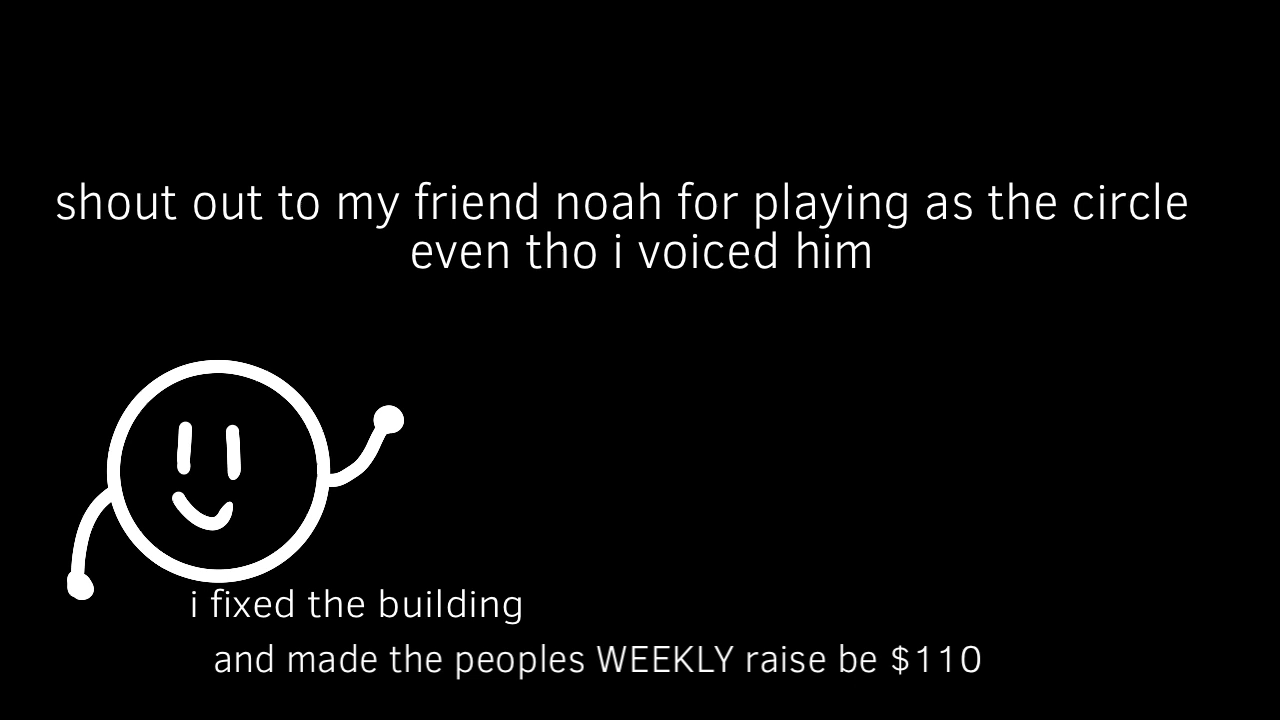 shout out to my friend noah for playing as the circle
even tho i voiced him
i fixed the building
and made the peoples WEEKLY raise be $110